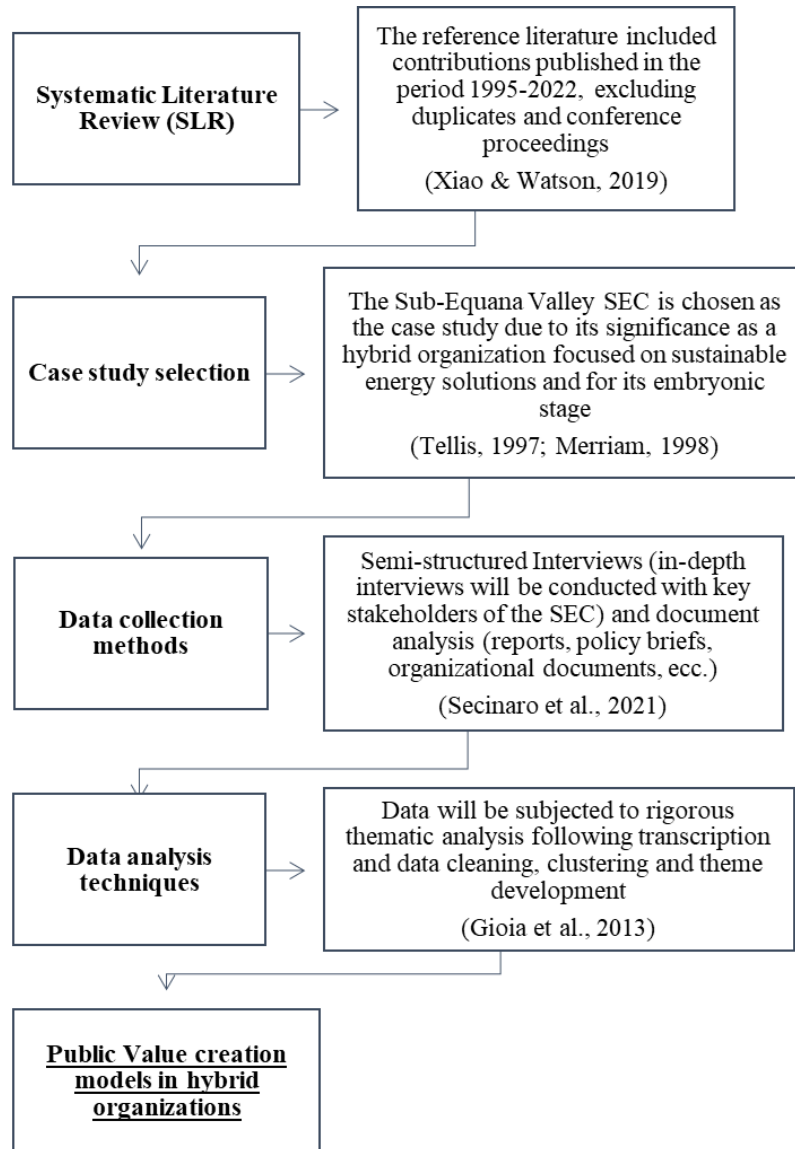 Systematic Literature
Review (SLR)
The reference literature included
contributions published in the
period 1995-2022, excluding
duplicates and conference
proceedings
(Xiao & Watson, 2019)
Case study selection
The Sub-Equana Valley SEC is chosen as
the case study due to its significance as a
hybrid organization focused on sustainable
energy solutions and for its embryonic
stage
(Tellis, 1997; Merriam, 1998)
Data collection
methods
Semi-structured Interviews (in-depth
interviews will be conducted with key
stakeholders of the SEC) and document
analysis (reports, policy briefs,
organizational documents, ecc.)
(Secinaro et al., 2021)
Data analysis
techniques
Data will be subjected to rigorous
thematic analysis following transcription
and data cleaning, clustering and theme
development
(Gioia et al., 2013)
Public Value creation
models in hybrid
organizations